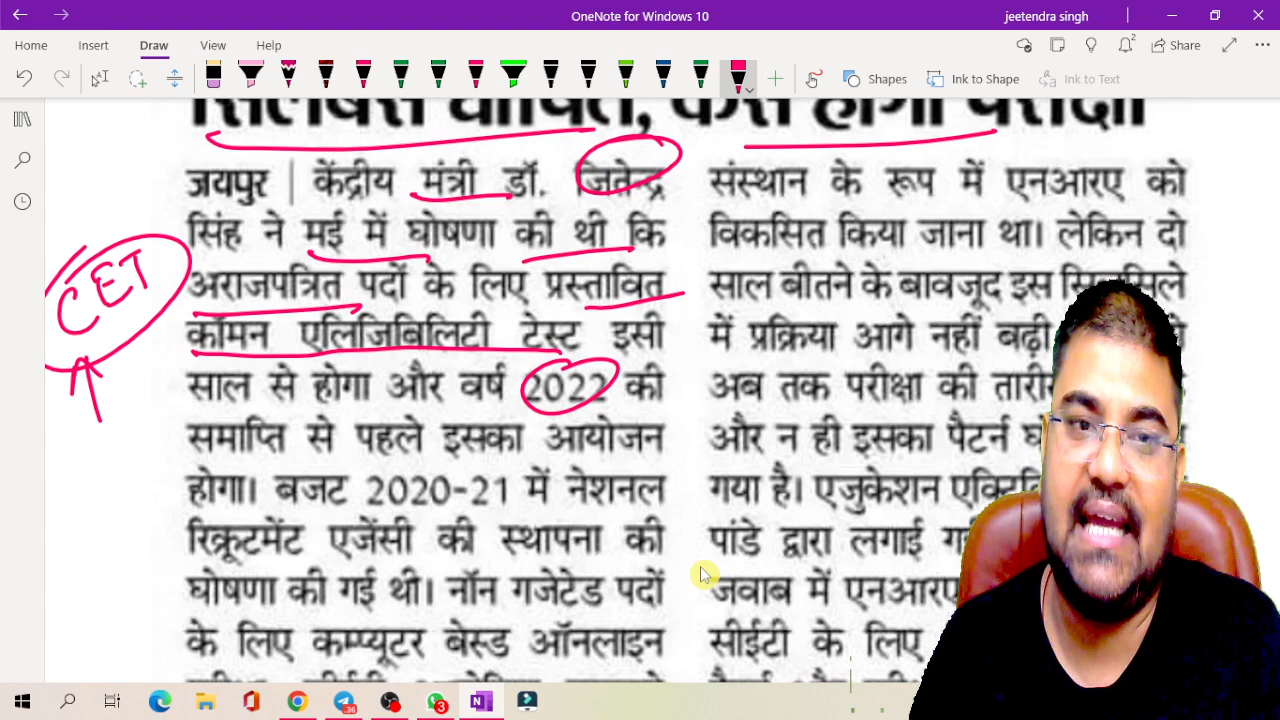 OneNote for Windows 10
jeetendra singh
Home Insert Draw View Help
Share
Shapes Ink to Shape Ink to Text
घोषित, कैसे होगी परीक्षा
जयपुर | केंद्रीय मंत्री डॉ. जितेन्द्र
सिंह ने मई में घोषणा की थी कि
अराजपत्रित पदों के लिए प्रस्तावित
कॉमन एलिजिबिलिटी टेस्ट इसी
साल से होगा और वर्ष 2022 की
समाप्ति से पहले इसका आयोजन
होगा। बजट 2020-21 में नेशनल
रिक्रूटमेंट एजेंसी की स्थापना की
घोषणा की गई थी। नॉन गजेटेड पदों
के लिए कम्प्यूटर बेस्ड ऑनलाइन
CET
संस्थान के रूप में एनआरए को
विकसित किया जाना था। लेकिन दो
साल बीतने के बावजूद इस
में प्रक्रिया आगे नहीं बढ़ी
अब तक परीक्षा की
और न ही इसका पैटर्न
गया है। एजुकेशन
पांडे द्वारा लगाई
जवाब में एनआरए
सीईटी के लिए
36
3